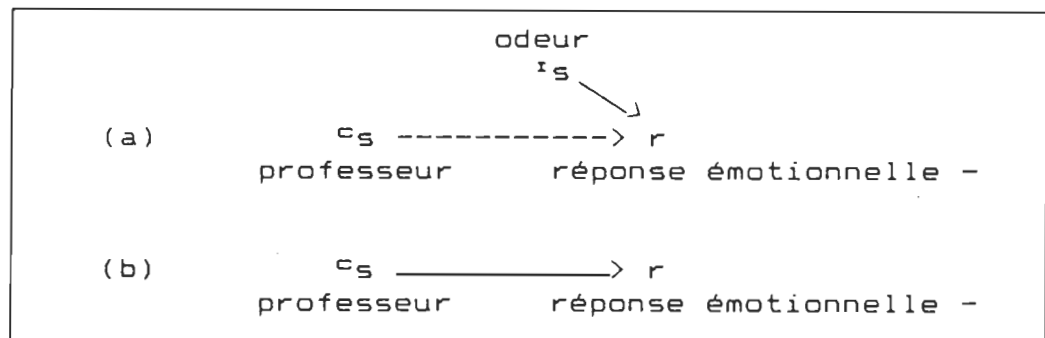 odeur
ᴵs
(a) ᶜs ------------> r
professeur réponse émotionnelle -
(b) ᶜs ————————> r
professeur réponse émotionnelle -